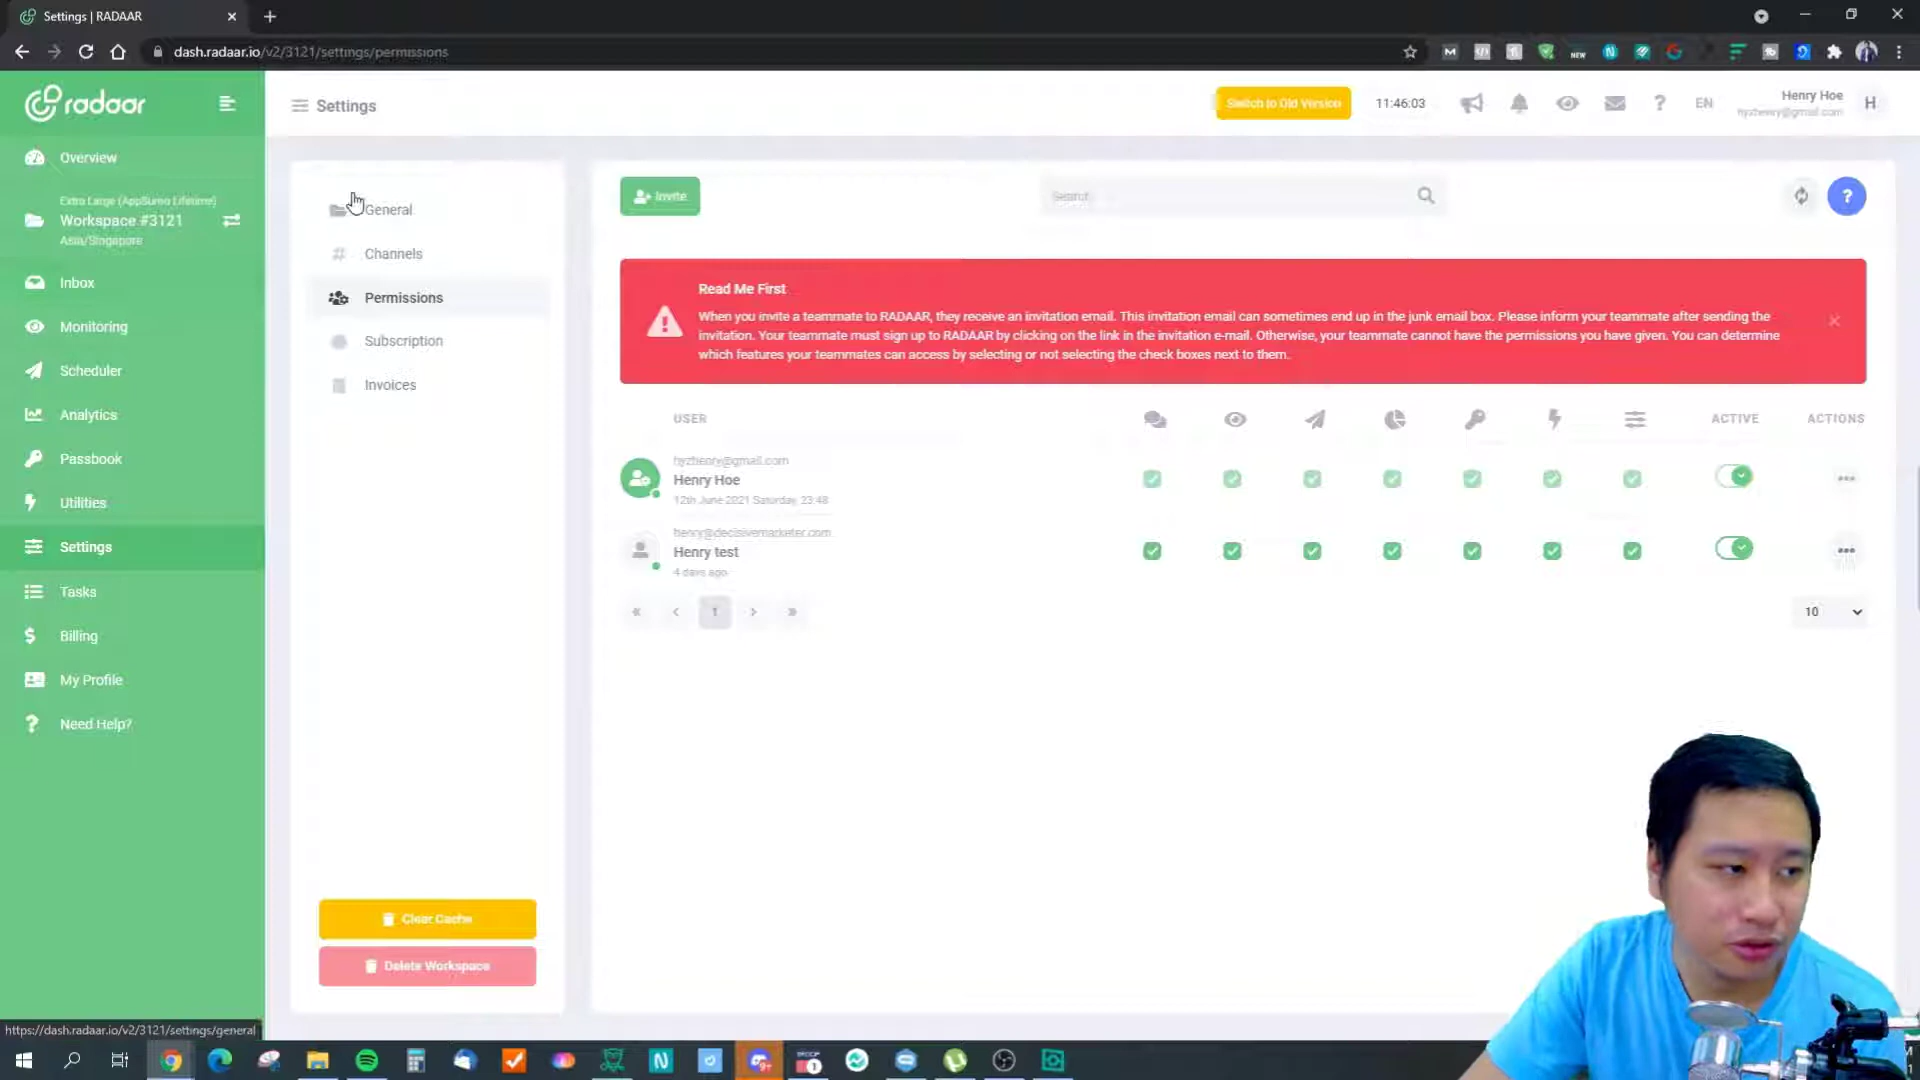 Settings | RADAAR
dash.radaar.io/v2/3121/settings/permissions
radaar
Settings
Switch to Old Version
11:46:03
EN
Henry Hoe
hyzhenry@gmail.com
H
Overview
Extra Large (AppSumo Lifetime)
Workspace #3121
Asia/Singapore
Inbox
Monitoring
Scheduler
Analytics
Passbook
Utilities
Settings
Tasks
Billing
My Profile
Need Help?
General
Channels
Permissions
Subscription
Invoices
Clear Cache
Delete Workspace
Invite
Search
?
Read Me First
When you invite a teammate to RADAAR, they receive an invitation email. This invitation email can sometimes end up in the junk email box. Please inform your teammate after sending the
invitation. Your teammate must sign up to RADAAR by clicking on the link in the invitation e-mail. Otherwise, your teammate cannot have the permissions you have given. You can determine
which features your teammates can access by selecting or not selecting the check boxes next to them.
USER
ACTIVE
ACTIONS
hyzhenry@gmail.com
Henry Hoe
12th June 2021 Saturday, 23:48
henry@decisivemarketer.com
Henry test
4 days ago
« ‹ 1 › »
10
https://dash.radaar.io/v2/3121/settings/general